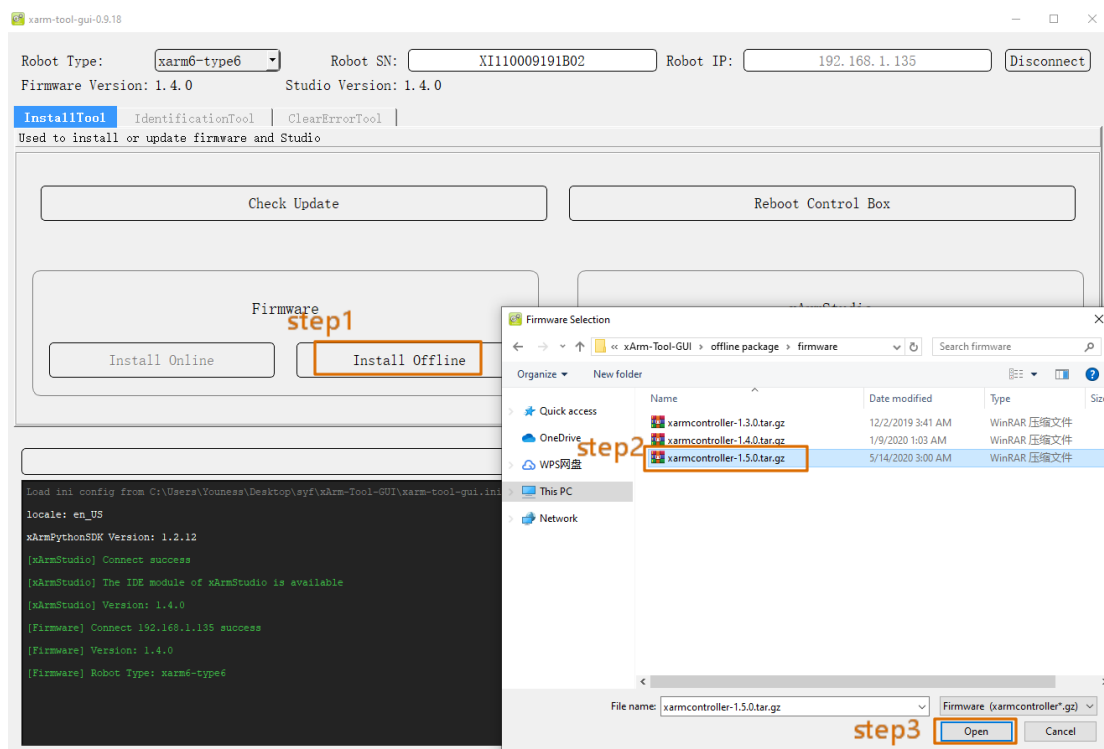 xarm-tool-gui-0.9.18
Robot Type: xarm6-type6 Robot SN: XI110009191B02 Robot IP: 192.168.1.135 Disconnect
Firmware Version: 1.4.0 Studio Version: 1.4.0
InstallTool IdentificationTool ClearErrorTool
Used to install or update firmware and Studio
Check Update Reboot Control Box
Firmware
step1
Install Online Install Offline
Firmware Selection
« xArm-Tool-GUI › offline package › firmware Search firmware
Organize New folder
Name Date modified Type
Quick access
OneDrive
WPS网盘
This PC
Network
step2
xarmcontroller-1.3.0.tar.gz 12/2/2019 3:41 AM WinRAR 压缩文件
xarmcontroller-1.4.0.tar.gz 1/9/2020 1:03 AM WinRAR 压缩文件
xarmcontroller-1.5.0.tar.gz 5/14/2020 3:00 AM WinRAR 压缩文件
File name: xarmcontroller-1.5.0.tar.gz Firmware (xarmcontroller*.gz)
step3 Open Cancel
Load ini config from C:\Users\Youness\Desktop\syf\xArm-Tool-GUI\xarm-tool-gui.ini
locale: en_US
xArmPythonSDK Version: 1.2.12
[xArmStudio] Connect success
[xArmStudio] The IDE module of xArmStudio is available
[xArmStudio] Version: 1.4.0
[Firmware] Connect 192.168.1.135 success
[Firmware] Version: 1.4.0
[Firmware] Robot Type: xarm6-type6